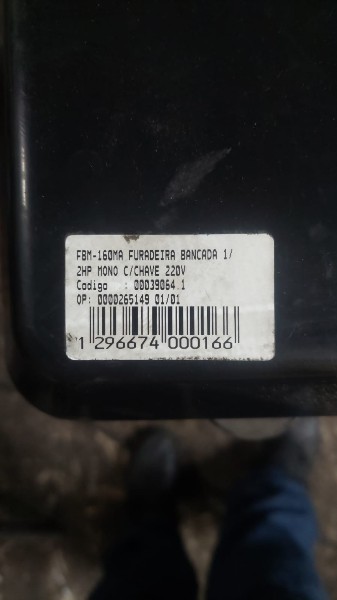 FBM-160MA FURADEIRA BANCADA 1/
2HP MONO C/CHAVE 220V
Codigo : 00039064.1
OP: 0000265149 01/01
1 296674 000166